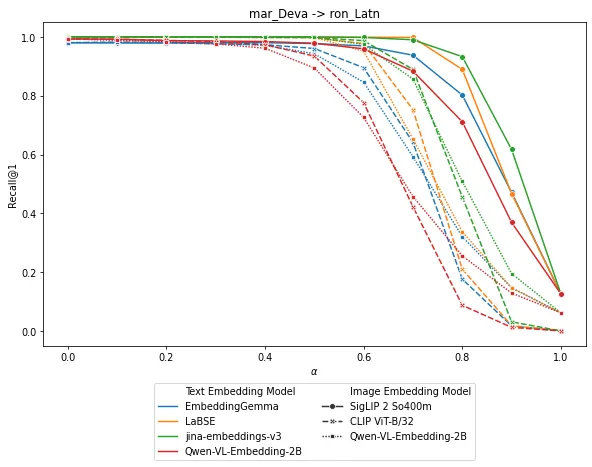 mar_Deva -> ron_Latn
1.0
0.8
0.6
0.4
0.2
0.0
Recall@1
0.0 0.2 0.4 0.6 0.8 1.0
α
Text Embedding Model Image Embedding Model
EmbeddingGemma SigLIP 2 So400m
LaBSE CLIP ViT-B/32
jina-embeddings-v3 Qwen-VL-Embedding-2B
Qwen-VL-Embedding-2B